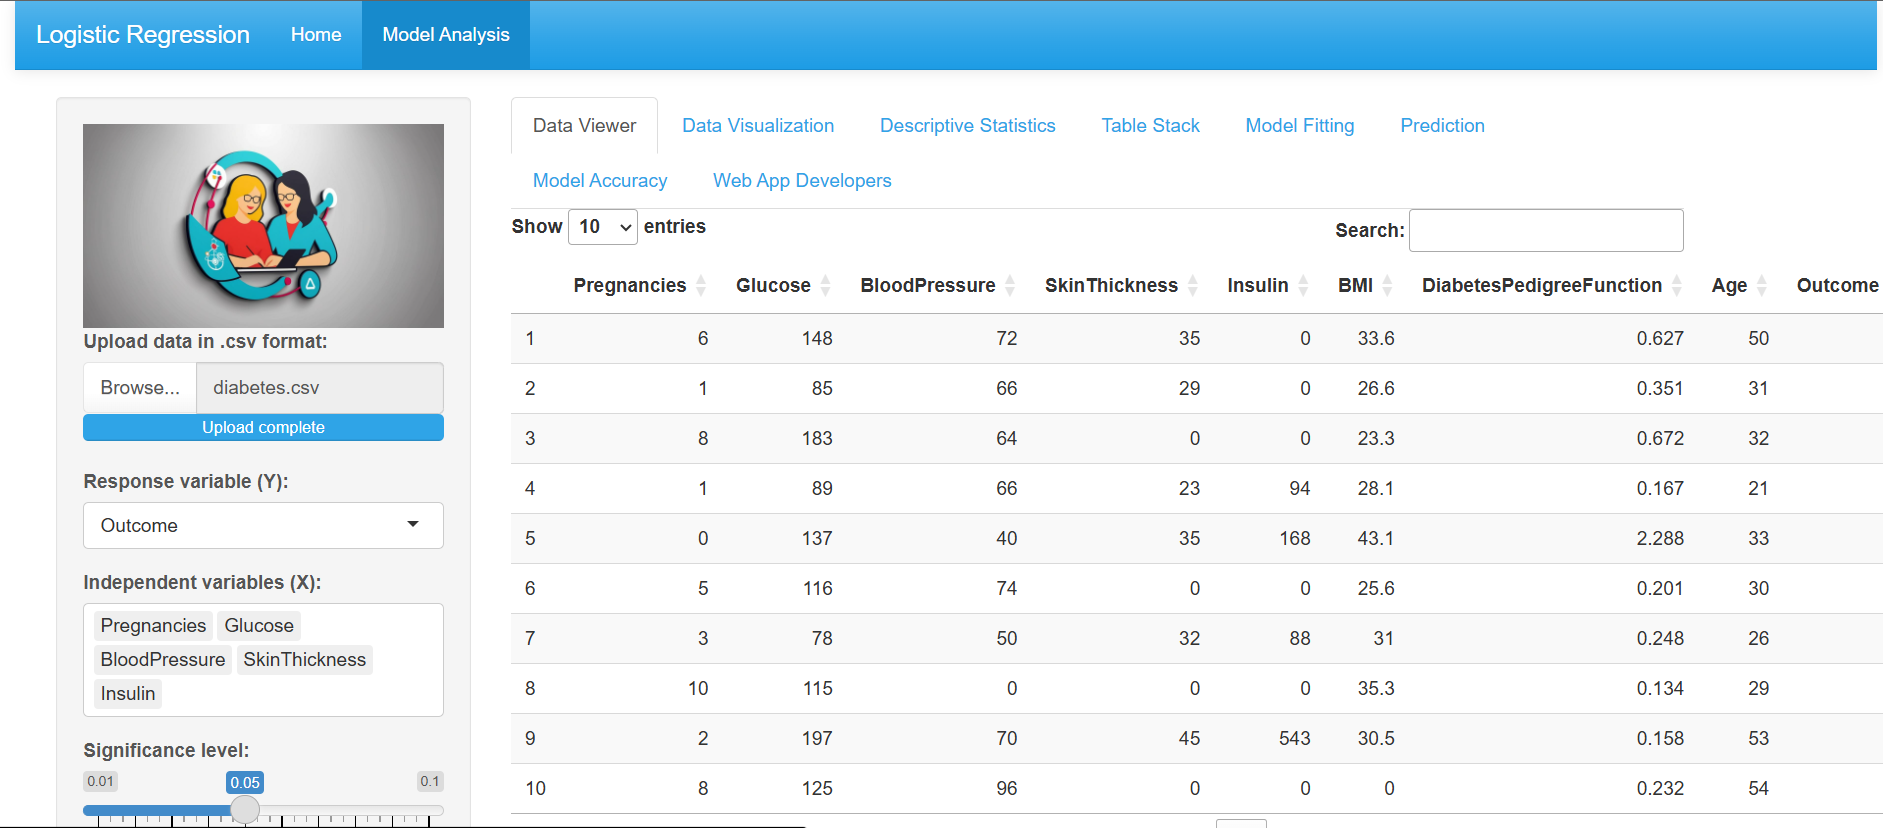 Logistic Regression Home Model Analysis
Data Viewer Data Visualization Descriptive Statistics Table Stack Model Fitting Prediction
Model Accuracy Web App Developers
Upload data in .csv format:
Browse... diabetes.csv
Upload complete
Response variable (Y):
Outcome
Independent variables (X):
Pregnancies Glucose
BloodPressure SkinThickness
Insulin
Significance level:
0.01 0.05 0.1
Show 10 entries Search:
Pregnancies Glucose BloodPressure SkinThickness Insulin BMI DiabetesPedigreeFunction Age Outcome
1 6 148 72 35 0 33.6 0.627 50
2 1 85 66 29 0 26.6 0.351 31
3 8 183 64 0 0 23.3 0.672 32
4 1 89 66 23 94 28.1 0.167 21
5 0 137 40 35 168 43.1 2.288 33
6 5 116 74 0 0 25.6 0.201 30
7 3 78 50 32 88 31 0.248 26
8 10 115 0 0 0 35.3 0.134 29
9 2 197 70 45 543 30.5 0.158 53
10 8 125 96 0 0 0 0.232 54